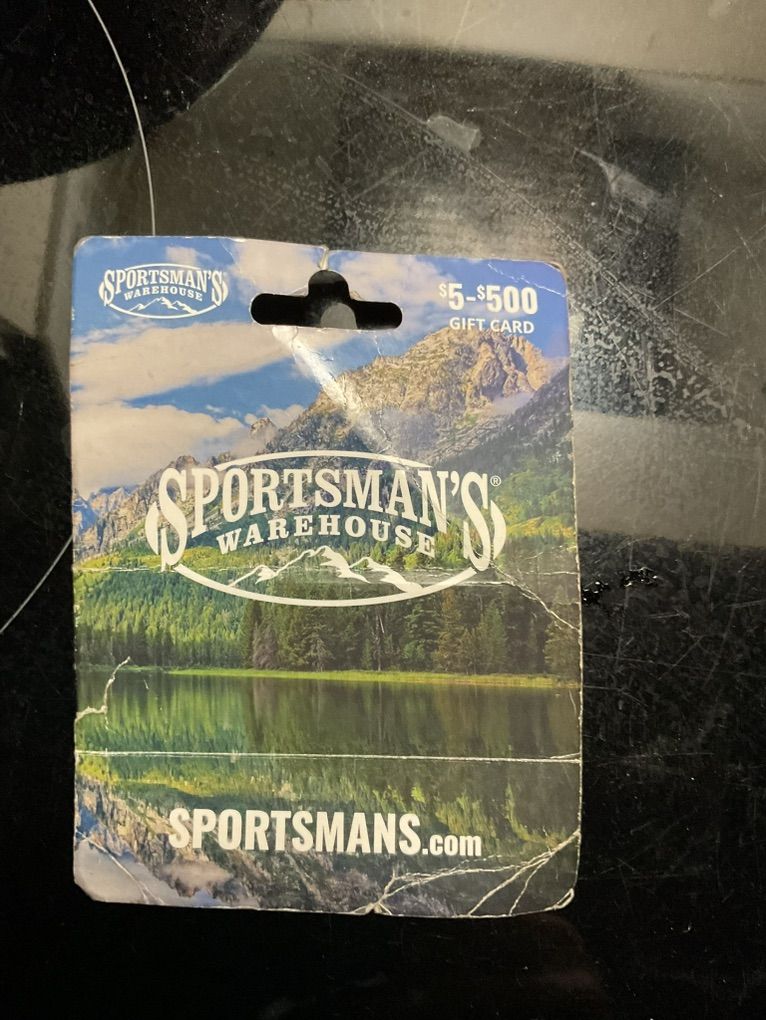 SPORTSMAN'S
WAREHOUSE
$5-$500
GIFT CARD
SPORTSMAN'S®
WAREHOUSE
SPORTSMANS.com